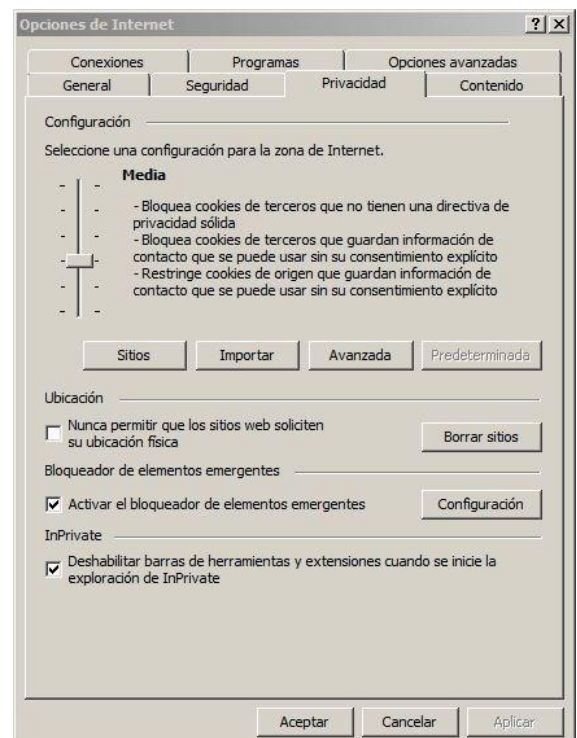 Opciones de Internet
Conexiones Programas Opciones avanzadas
General Seguridad Privacidad Contenido
Configuración
Seleccione una configuración para la zona de Internet.
Media
- Bloquea cookies de terceros que no tienen una directiva de
privacidad sólida
- Bloquea cookies de terceros que guardan información de
contacto que se puede usar sin su consentimiento explícito
- Restringe cookies de origen que guardan información de
contacto que se puede usar sin su consentimiento explícito
Sitios Importar Avanzada Predeterminada
Ubicación
Nunca permitir que los sitios web soliciten
su ubicación física
Borrar sitios
Bloqueador de elementos emergentes
Activar el bloqueador de elementos emergentes Configuración
InPrivate
Deshabilitar barras de herramientas y extensiones cuando se inicie la
exploración de InPrivate
Aceptar Cancelar Aplicar